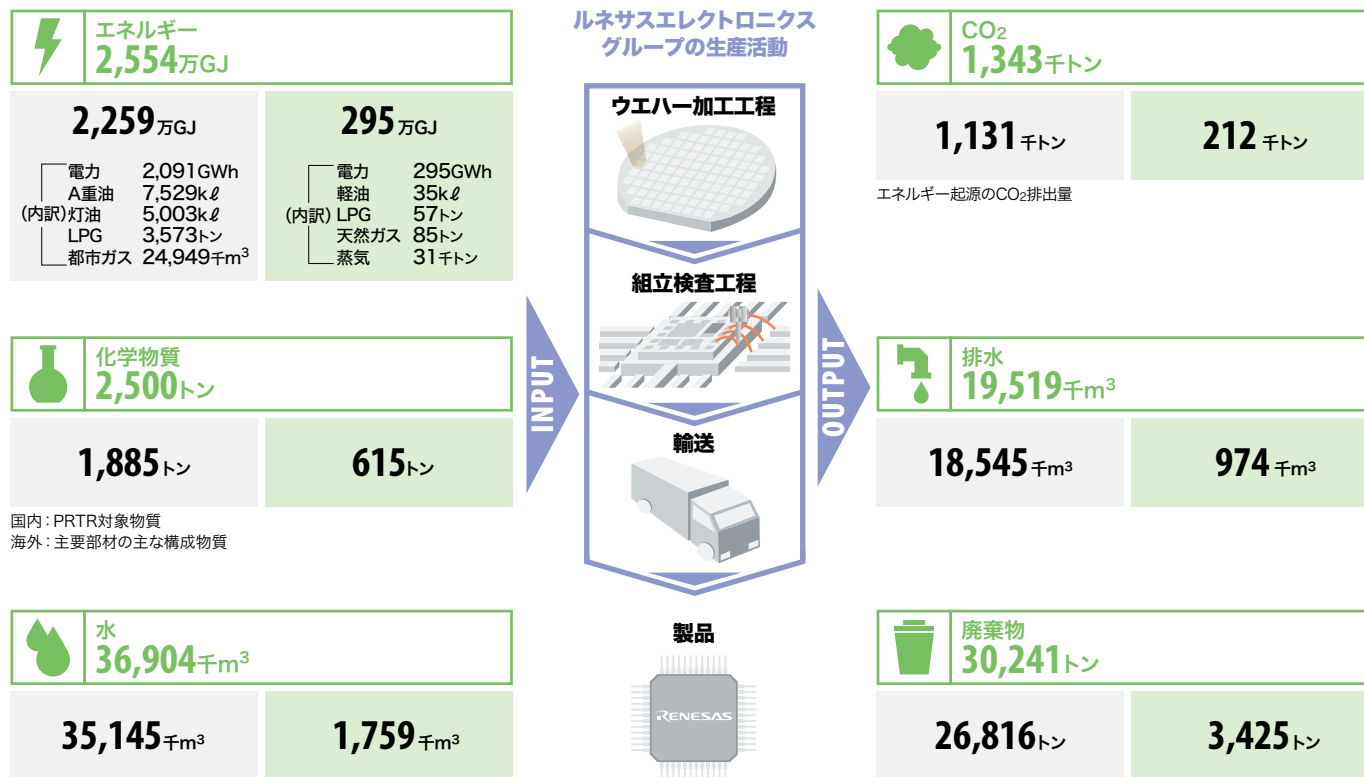 エネルギー
2,554万GJ
2,259万GJ
295万GJ
(内訳)
電力 2,091GWh
A重油 7,529kℓ
灯油 5,003kℓ
LPG 3,573トン
都市ガス 24,949千m³
(内訳)
電力 295GWh
軽油 35kℓ
LPG 57トン
天然ガス 85トン
蒸気 31千トン
化学物質
2,500トン
1,885トン
615トン
国内：PRTR対象物質
海外：主要部材の主な構成物質
水
36,904千m³
35,145千m³
1,759千m³
INPUT
ルネサスエレクトロニクス
グループの生産活動
ウエハー加工工程
組立検査工程
輸送
製品
RENESAS
OUTPUT
CO₂
1,343千トン
1,131千トン
212千トン
エネルギー起源のCO₂排出量
排水
19,519千m³
18,545千m³
974千m³
廃棄物
30,241トン
26,816トン
3,425トン